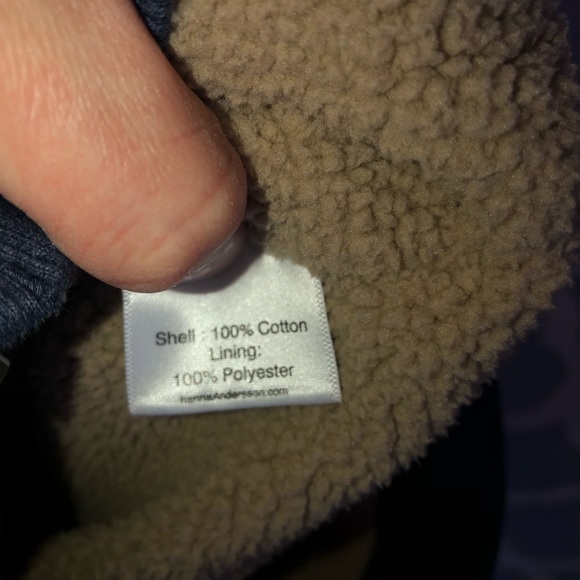 Shell : 100% Cotton
Lining:
100% Polyester
hannaAndersson.com